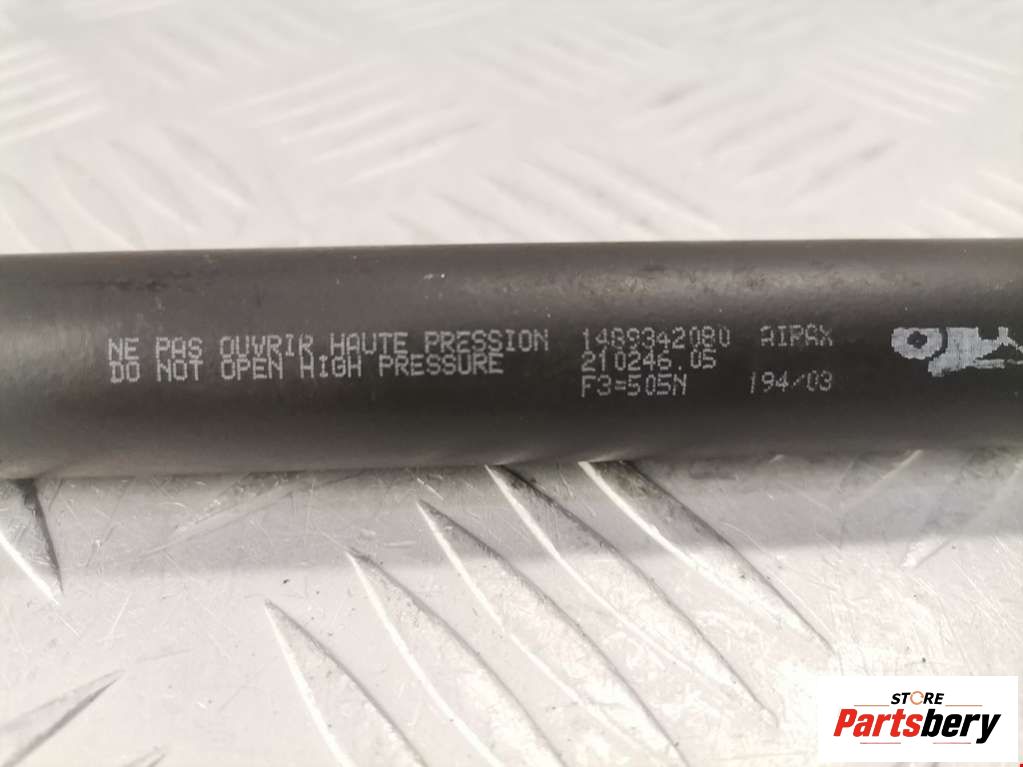 NE PAS OUVRIR HAUTE PRESSION
DO NOT OPEN HIGH PRESSURE
1489342080 AIRAX
210246.05
F3=505N 194/03
STORE
Partsbery